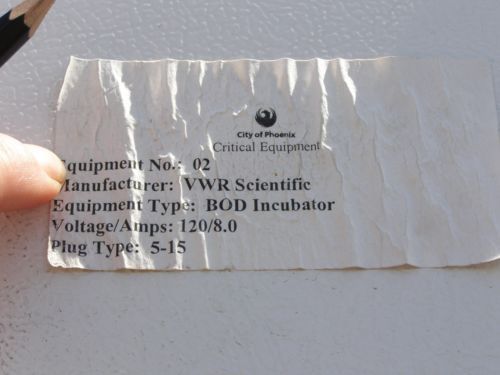 City of Phoenix
Critical Equipment
Equipment No.: 02
Manufacturer: VWR Scientific
Equipment Type: BOD Incubator
Voltage/Amps: 120/8.0
Plug Type: 5-15